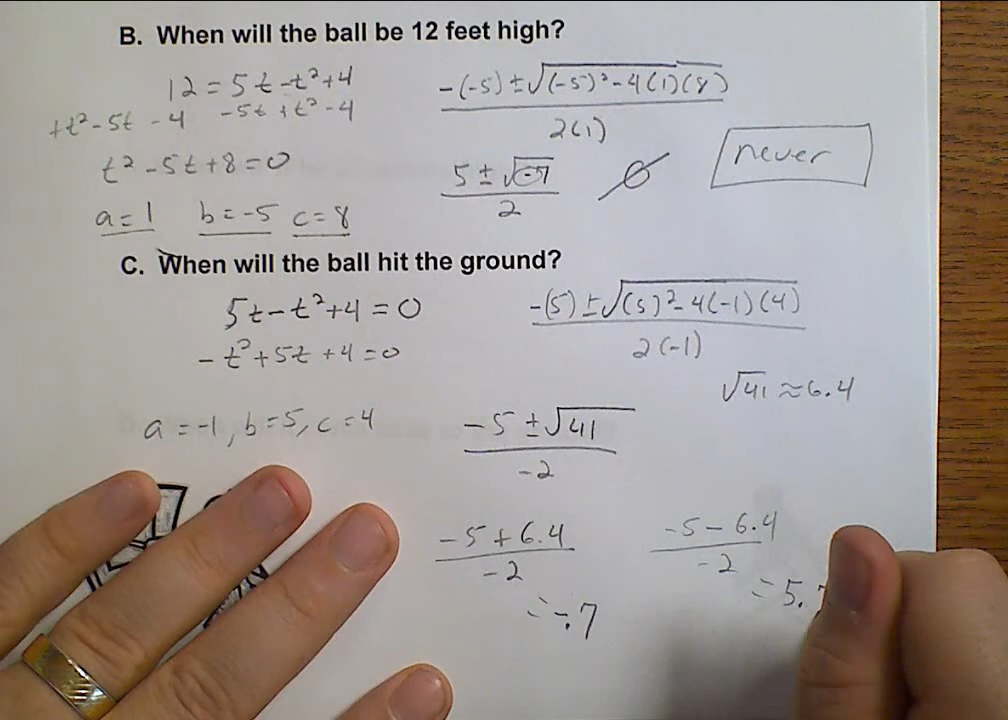 B. When will the ball be 12 feet high?
12 = 5t - t² + 4
+t² - 5t - 4 -5t + t² - 4
t² - 5t + 8 = 0
a = 1 b = -5 c = 8
-(-5) ± √(-5)² - 4(1)(8)
2(1)
5 ± √-7
2
∅
never
C. When will the ball hit the ground?
5t - t² + 4 = 0
-t² + 5t + 4 = 0
a = -1, b = 5, c = 4
-(5) ± √(5)² - 4(-1)(4)
2(-1)
√41 ≈ 6.4
-5 ± √41
-2
-5 + 6.4
-2
= -.7
-5 - 6.4
-2
= 5.